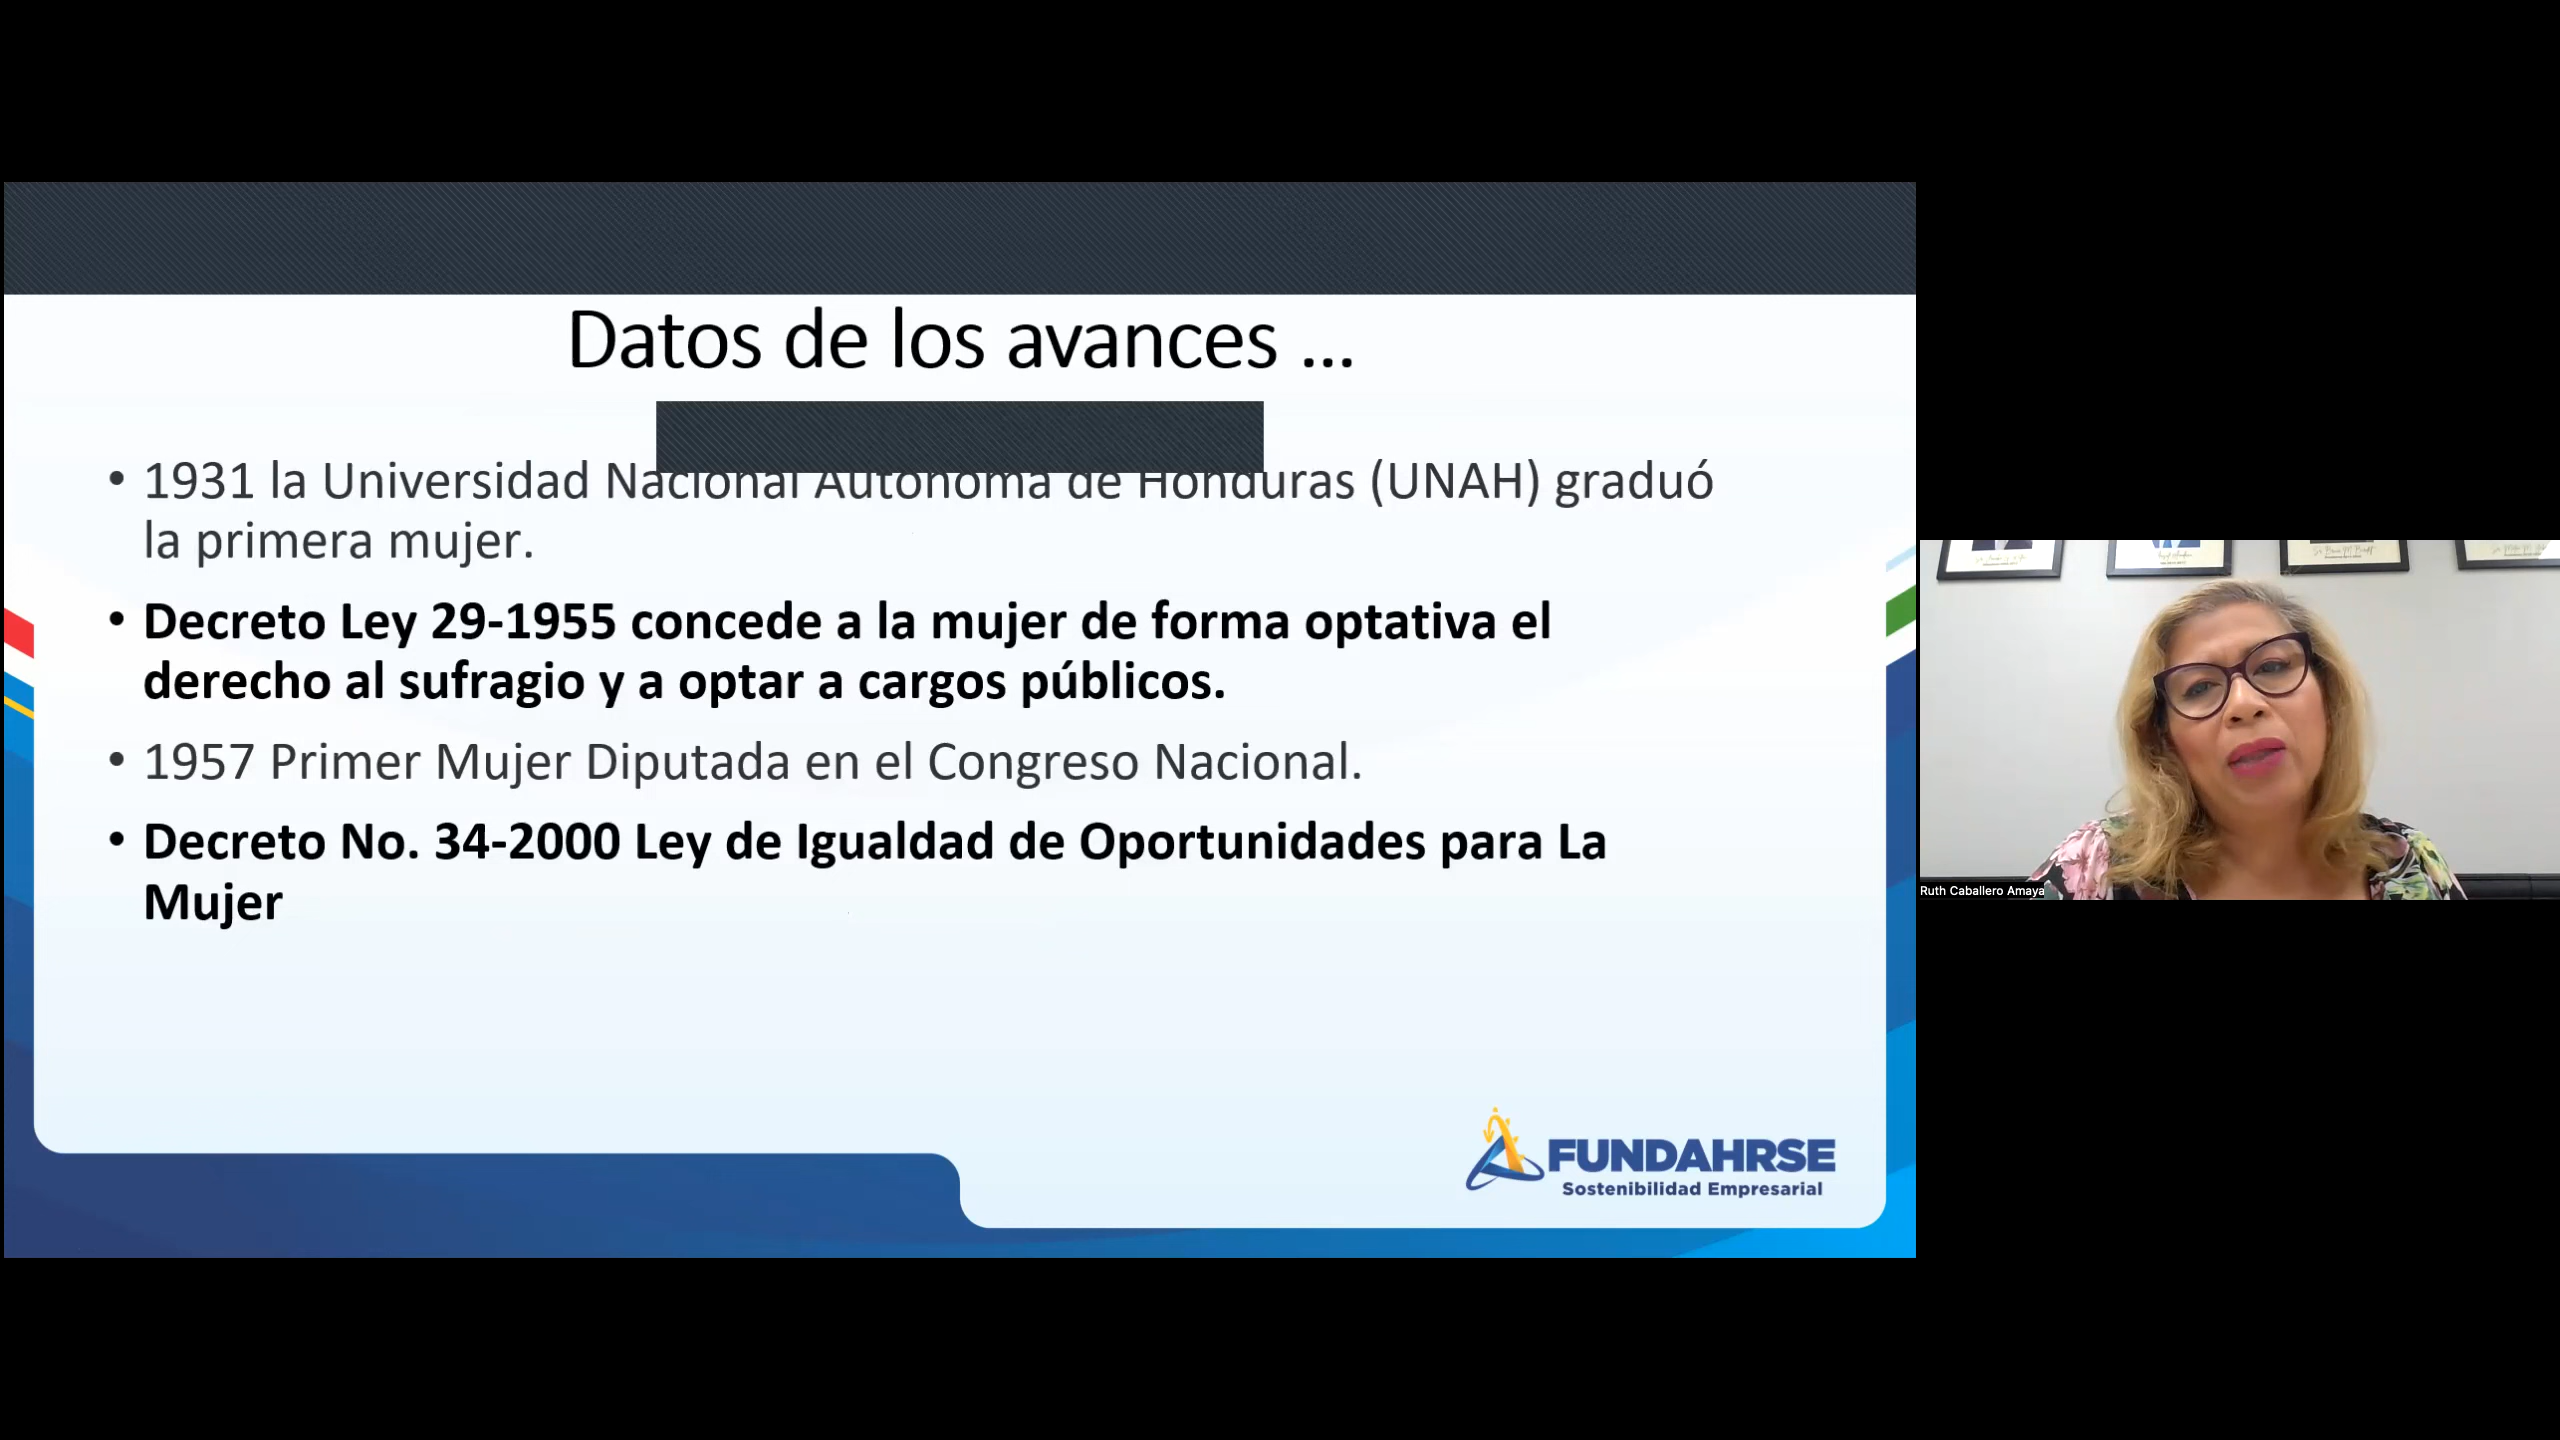 Datos de los avances ...
• 1931 la Universidad Nacional Autónoma de Honduras (UNAH) graduó
la primera mujer.
• Decreto Ley 29-1955 concede a la mujer de forma optativa el
derecho al sufragio y a optar a cargos públicos.
• 1957 Primer Mujer Diputada en el Congreso Nacional.
• Decreto No. 34-2000 Ley de Igualdad de Oportunidades para La
Mujer
FUNDAHRSE
Sostenibilidad Empresarial
Ruth Caballero Amaya